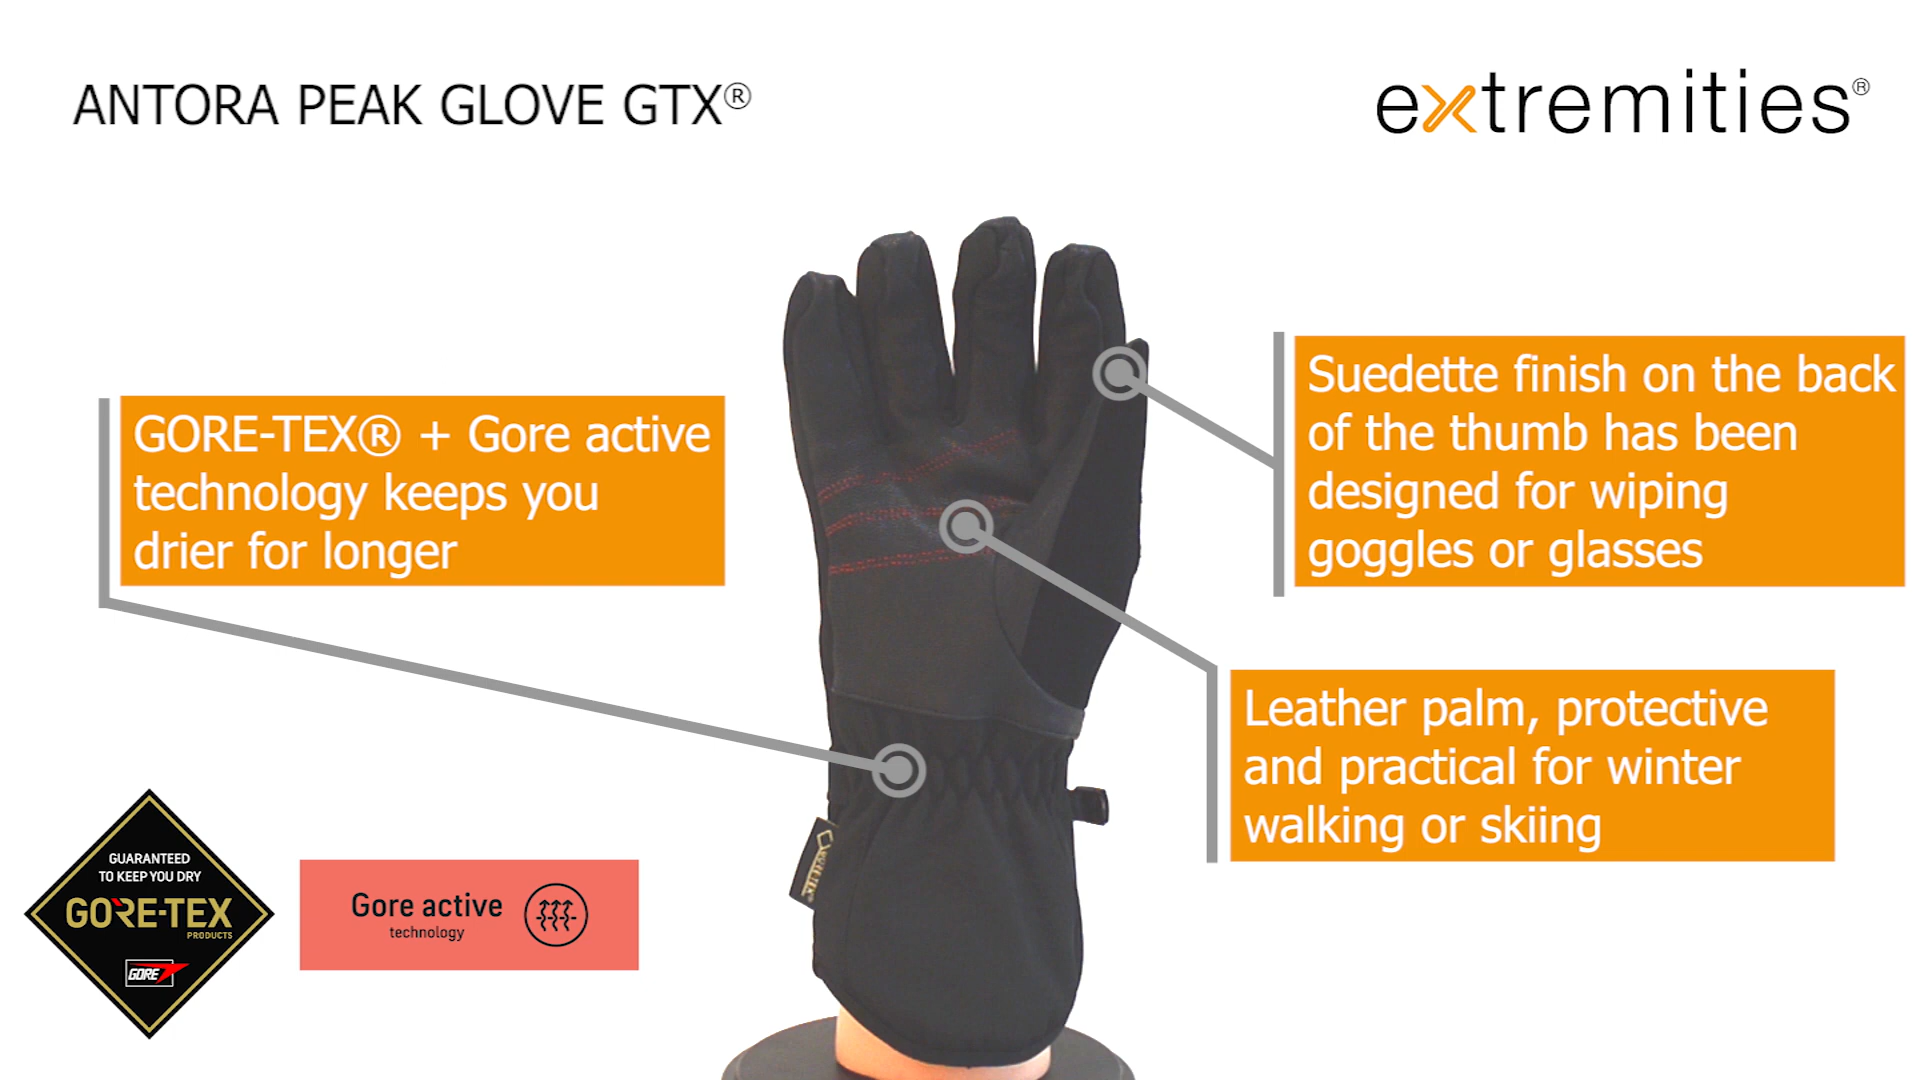 ANTORA PEAK GLOVE GTX®
extremities®
GORE-TEX® + Gore active
technology keeps you
drier for longer
Suedette finish on the back
of the thumb has been
designed for wiping
goggles or glasses
Leather palm, protective
and practical for winter
walking or skiing
GUARANTEED
TO KEEP YOU DRY
GORE-TEX
PRODUCTS
GORE
Gore active
technology
GORE-TEX